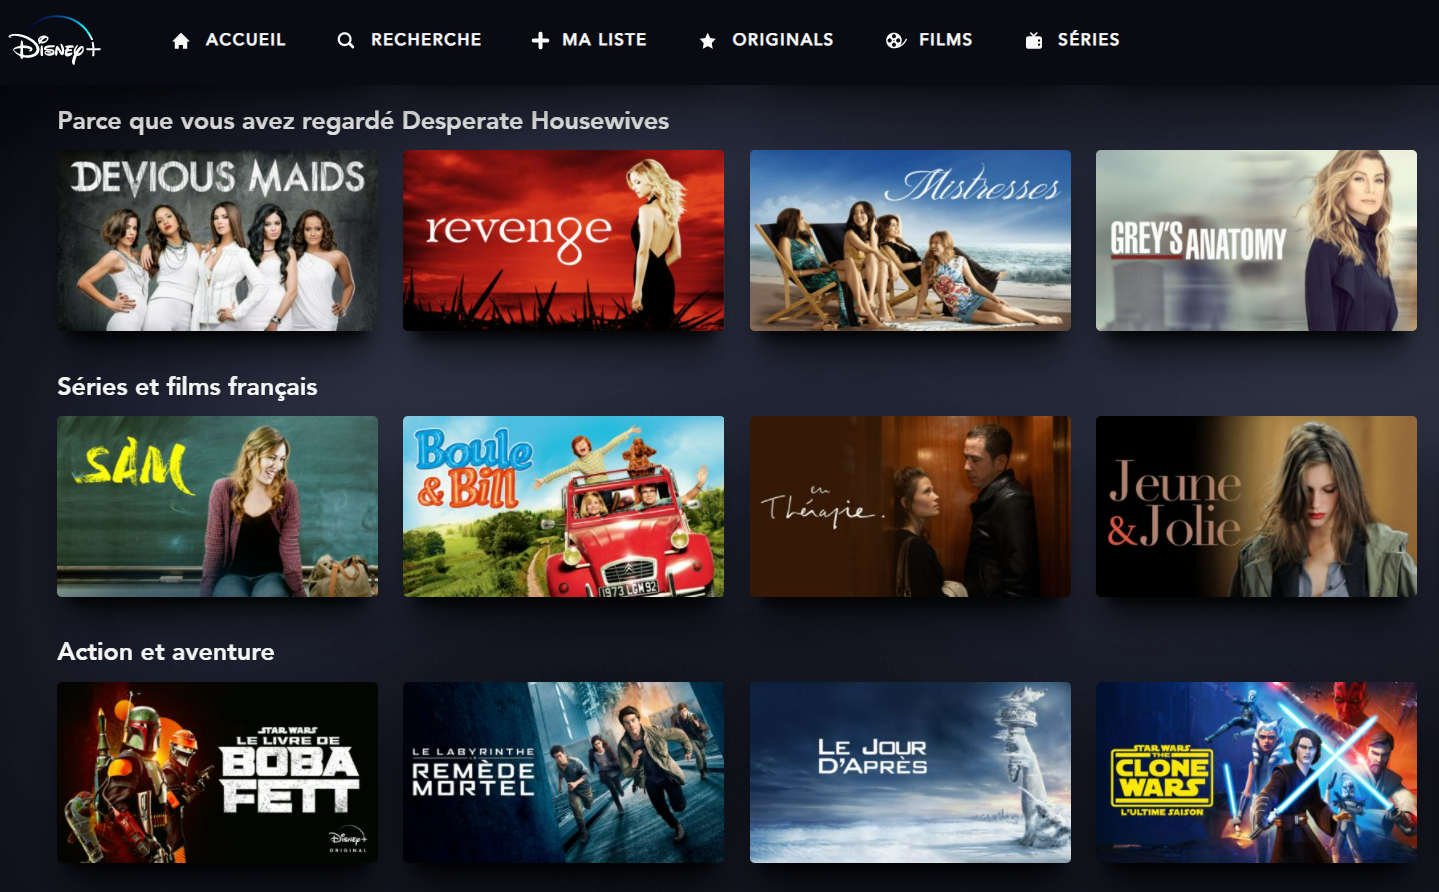 Disney+
ACCUEIL
RECHERCHE
MA LISTE
ORIGINALS
FILMS
SÉRIES
Parce que vous avez regardé Desperate Housewives
DEVIOUS MAIDS
revenge
Mistresses
GREY'S ANATOMY
Séries et films français
SAM
Boule
& Bill
1973 LGM 92
en
Thérapie.
Jeune
&Jolie
Action et aventure
STAR WARS
LE LIVRE DE
BOBA
FETT
Disney+
ORIGINAL
LE LABYRINTHE
REMÈDE
MORTEL
LE JOUR
D'APRÈS
STAR WARS
THE
CLONE
WARS
L'ULTIME SAISON